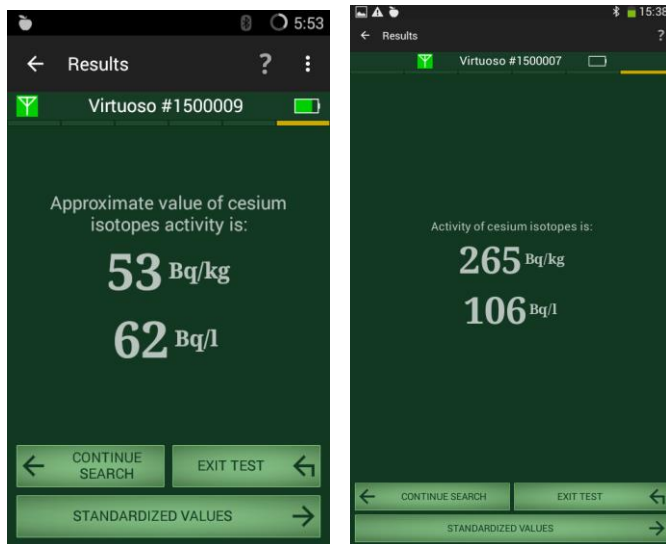 5:53
Results
?
Virtuoso #1500009
Approximate value of cesium
isotopes activity is:
53 Bq/kg
62 Bq/l
CONTINUE
SEARCH
EXIT TEST
STANDARDIZED VALUES
15:38
Results
?
Virtuoso #1500007
Activity of cesium isotopes is:
265 Bq/kg
106 Bq/l
CONTINUE SEARCH
EXIT TEST
STANDARDIZED VALUES